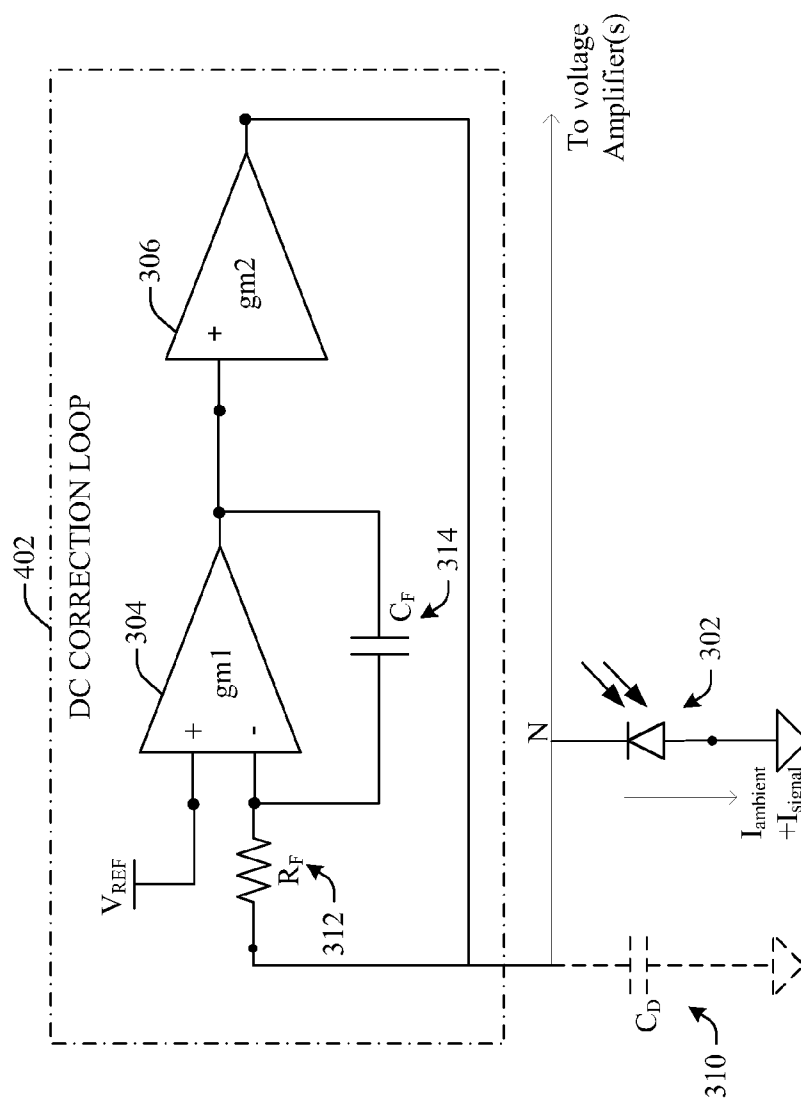 402
DC CORRECTION LOOP
304
306
V_REF
+
-
gm1
+
gm2
R_F
312
C_F
314
N
To voltage
Amplifier(s)
302
I_ambient
+I_signal
C_D
310